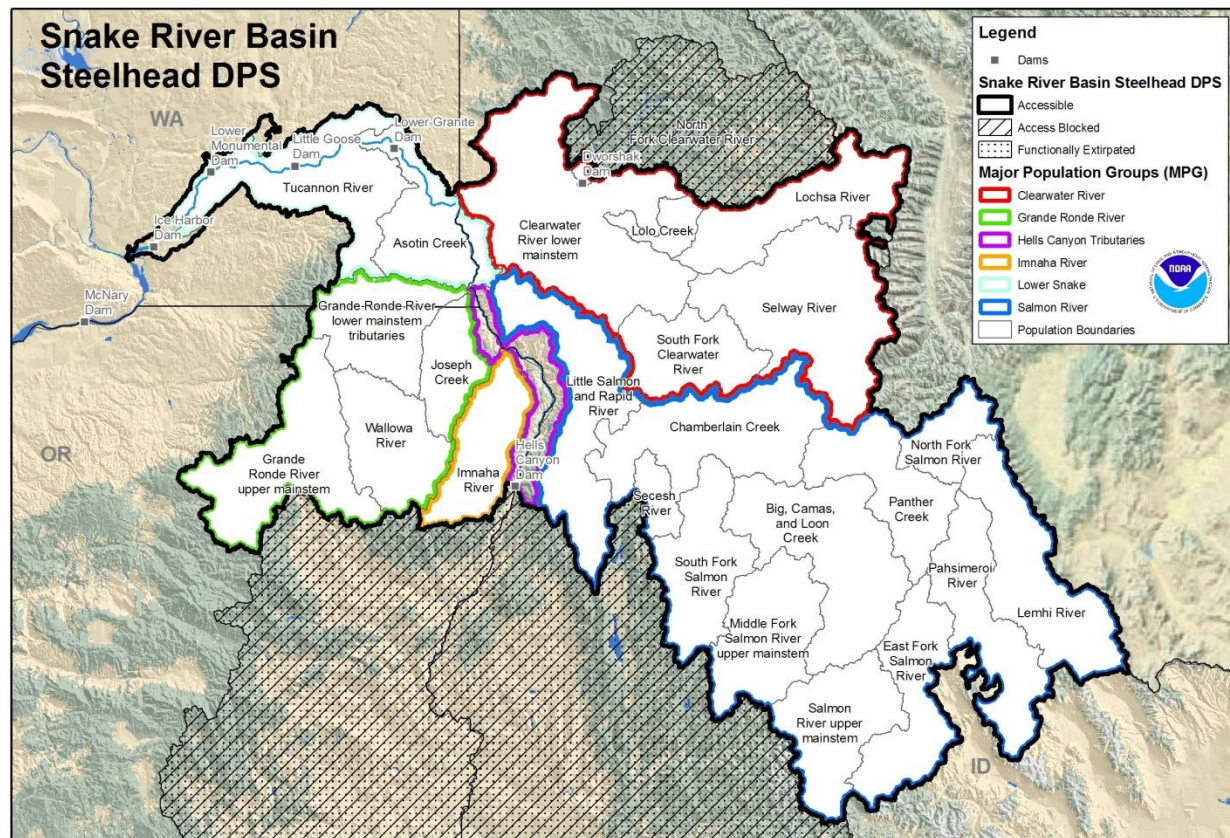 Snake River Basin
Steelhead DPS
WA
OR
ID
Lower
Monumental
Dam
Little Goose
Dam
Lower Granite
Dam
Ice Harbor
Dam
McNary
Dam
Tucannon River
Asotin Creek
North
Fork Clearwater River
Dworshak
Dam
Clearwater
River lower
mainstem
Lolo Creek
Lochsa River
Selway River
South Fork
Clearwater
River
Grande-Ronde-River
lower mainstem
tributaries
Joseph
Creek
Wallowa
River
Grande
Ronde River
upper mainstem
Imnaha
River
Hells
Canyon
Dam
Little Salmon
and Rapid
River
Chamberlain Creek
Secesh
River
South Fork
Salmon
River
Big, Camas,
and Loon
Creek
Middle Fork
Salmon River
upper mainstem
North Fork
Salmon River
Panther
Creek
Pahsimeroi
River
Lemhi River
East Fork
Salmon
River
Salmon
River upper
mainstem
Legend
Dams
Snake River Basin Steelhead DPS
Accessible
Access Blocked
Functionally Extirpated
Major Population Groups (MPG)
Clearwater River
Grande Ronde River
Hells Canyon Tributaries
Imnaha River
Lower Snake
Salmon River
Population Boundaries
NOAA